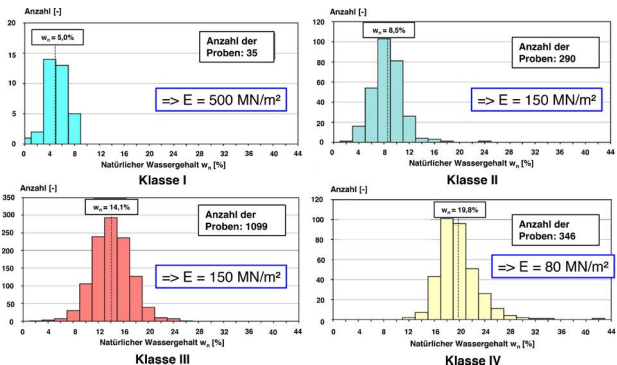 Anzahl [-]
20
15
10
5
0
wn = 5,0%
Anzahl der
Proben: 35
=> E = 500 MN/m²
0 4 8 12 16 20 24 28 32 36 40 44
Natürlicher Wassergehalt wn [%]
Klasse I
Anzahl [-]
120
100
80
60
40
20
0
wn = 8,5%
Anzahl der
Proben: 290
=> E = 150 MN/m²
0 4 8 12 16 20 24 28 32 36 40 44
Natürlicher Wassergehalt wn [%]
Klasse II
Anzahl [-]
350
300
250
200
150
100
50
0
wn = 14,1%
Anzahl der
Proben: 1099
=> E = 150 MN/m²
0 4 8 12 16 20 24 28 32 36 40 44
Natürlicher Wassergehalt wn [%]
Klasse III
Anzahl [-]
120
100
80
60
40
20
0
wn = 19,8%
Anzahl der
Proben: 346
=> E = 80 MN/m²
0 4 8 12 16 20 24 28 32 36 40 44
Natürlicher Wassergehalt wn [%]
Klasse IV